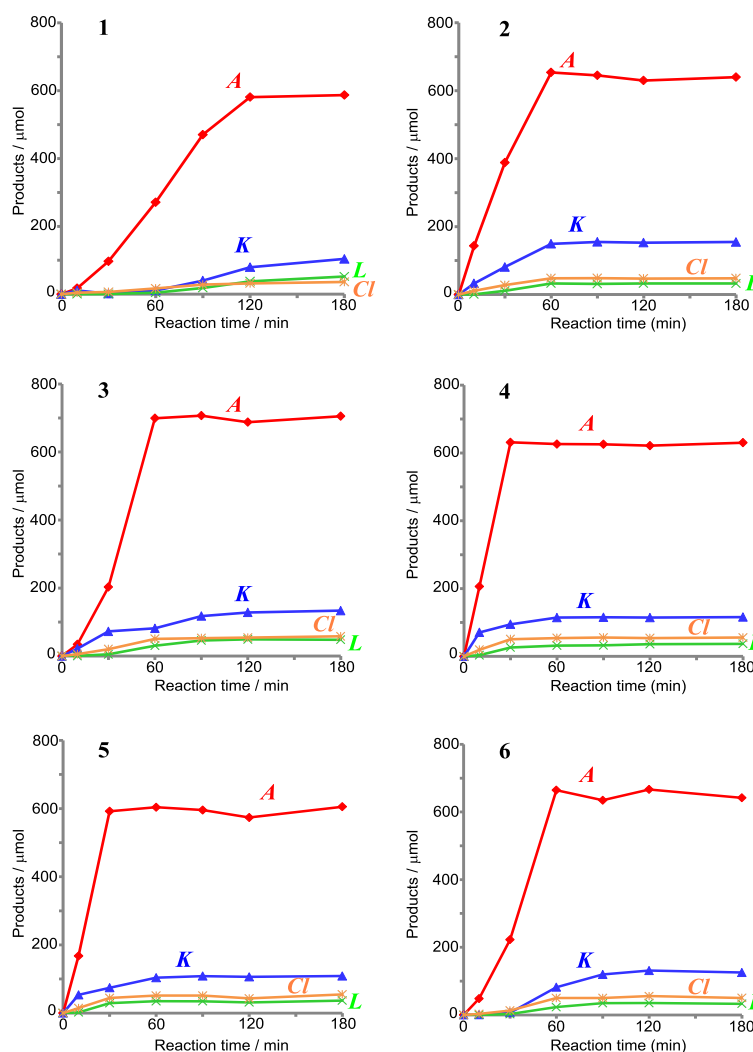 1
800
600
400
200
0
Products / μmol
A
K
L
Cl
0 60 120 180
Reaction time / min
2
800
600
400
200
0
Products / μmol
A
K
Cl
0 60 120 180
Reaction time (min)
3
800
600
400
200
0
Products / μmol
A
K
Cl
L
0 60 120 180
Reaction time / min
4
800
600
400
200
0
Products / μmol
A
K
Cl
0 60 120 180
Reaction time (min)
5
800
600
400
200
0
Products / μmol
A
K
Cl
L
0 60 120 180
Reaction time / min
6
800
600
400
200
0
Products / μmol
A
K
Cl
0 60 120 180
Reaction time (min)